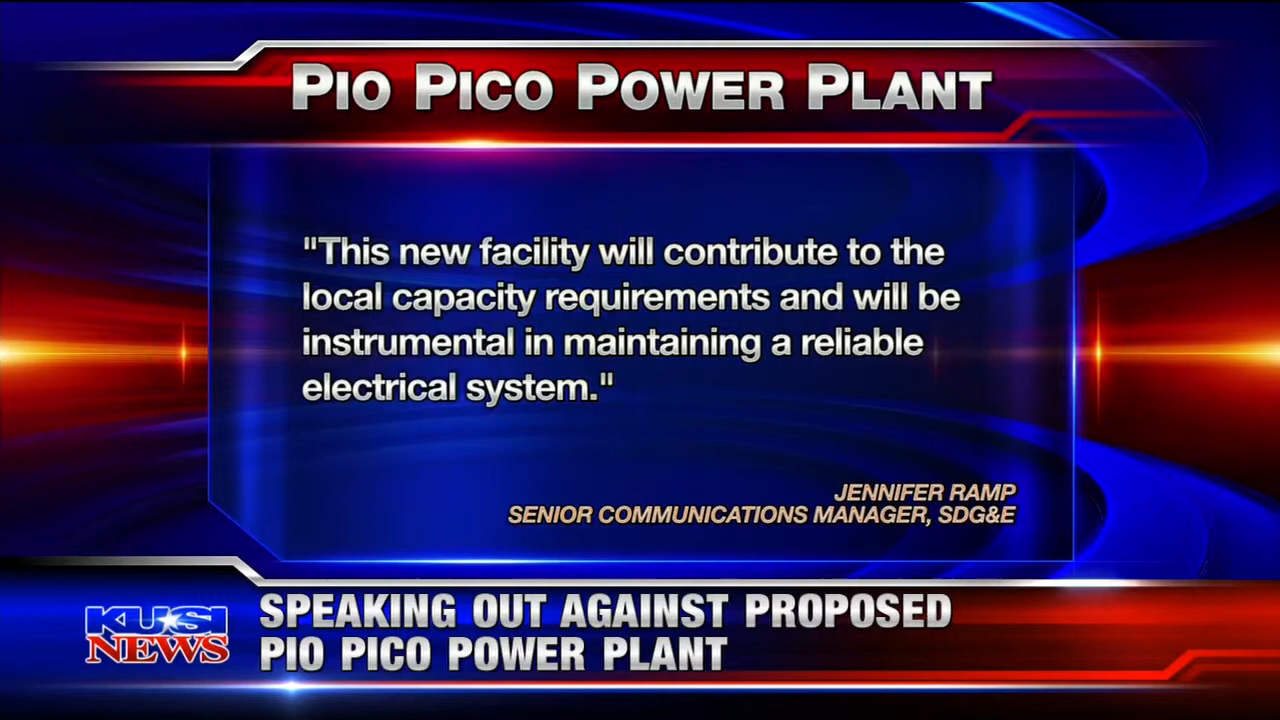 PIO PICO POWER PLANT
"This new facility will contribute to the
local capacity requirements and will be
instrumental in maintaining a reliable
electrical system."
JENNIFER RAMP
SENIOR COMMUNICATIONS MANAGER, SDG&E
KUSI
NEWS
SPEAKING OUT AGAINST PROPOSED
PIO PICO POWER PLANT